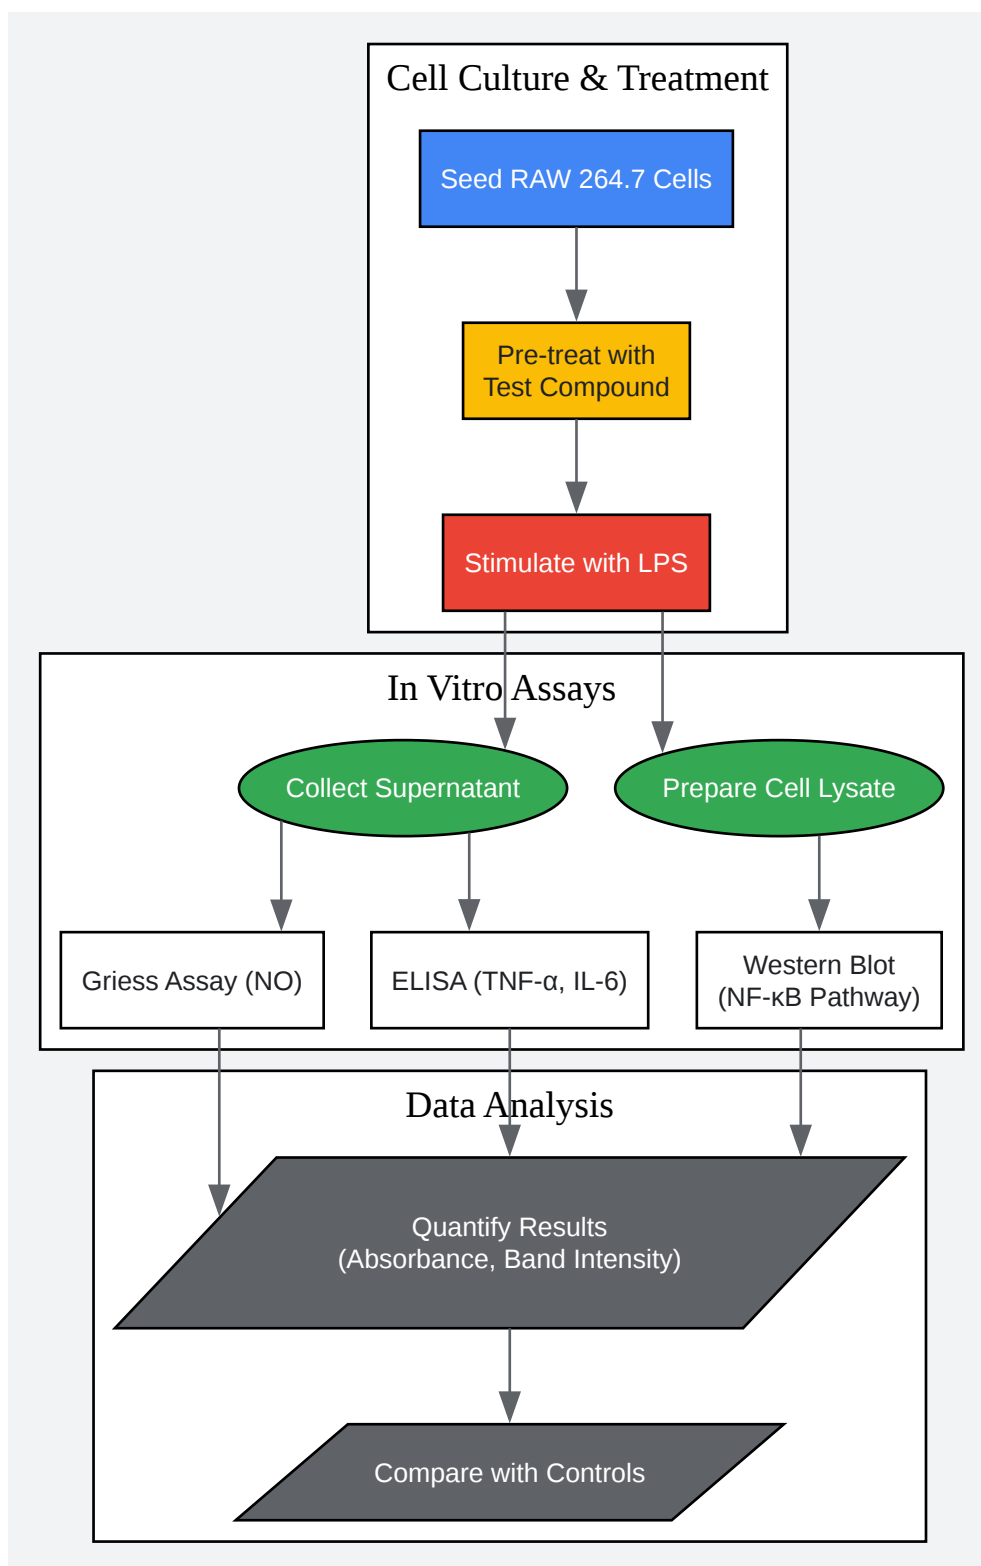 Cell Culture & Treatment
Seed RAW 264.7 Cells
Pre-treat with
Test Compound
Stimulate with LPS
In Vitro Assays
Collect Supernatant
Prepare Cell Lysate
Griess Assay (NO)
ELISA (TNF-α, IL-6)
Western Blot
(NF-κB Pathway)
Data Analysis
Quantify Results
(Absorbance, Band Intensity)
Compare with Controls